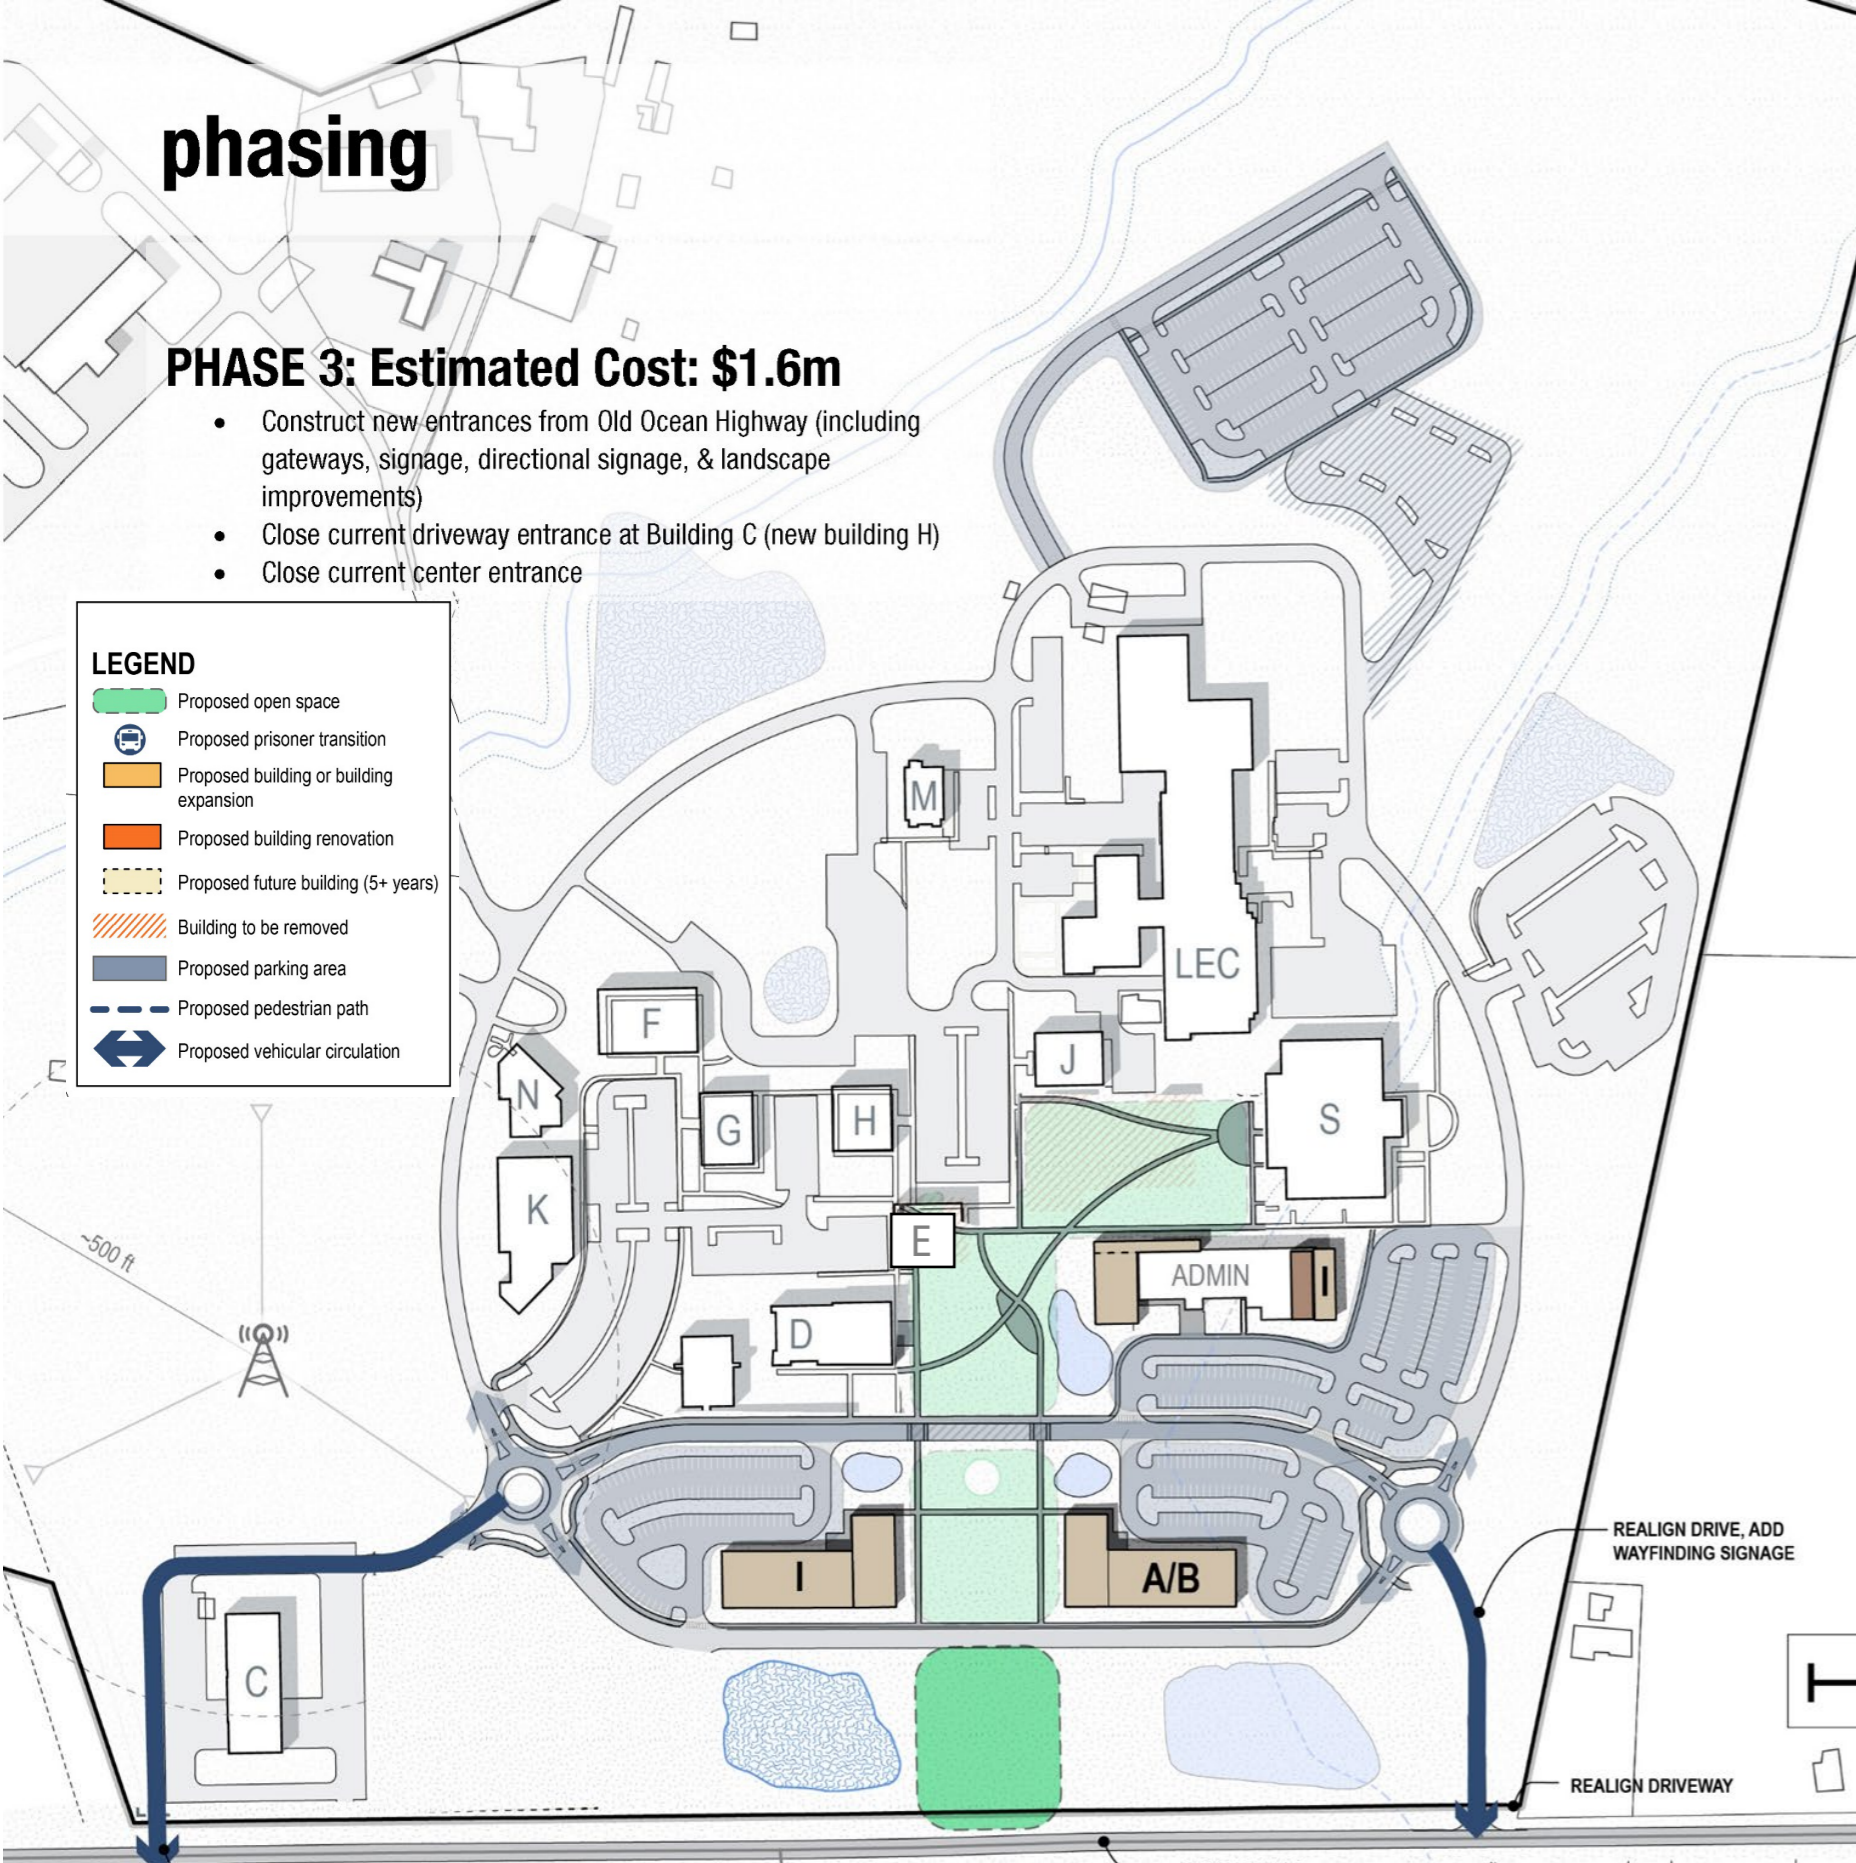 phasing
PHASE 3: Estimated Cost: $1.6m
• Construct new entrances from Old Ocean Highway (including
gateways, signage, directional signage, & landscape
improvements)
• Close current driveway entrance at Building C (new building H)
• Close current center entrance
LEGEND
Proposed open space
Proposed prisoner transition
Proposed building or building
expansion
Proposed building renovation
Proposed future building (5+ years)
Building to be removed
Proposed parking area
Proposed pedestrian path
Proposed vehicular circulation
M
LEC
F
J
N
G
H
S
K
E
~500 ft
ADMIN
I
D
I
A/B
REALIGN DRIVE, ADD
WAYFINDING SIGNAGE
C
T
REALIGN DRIVEWAY